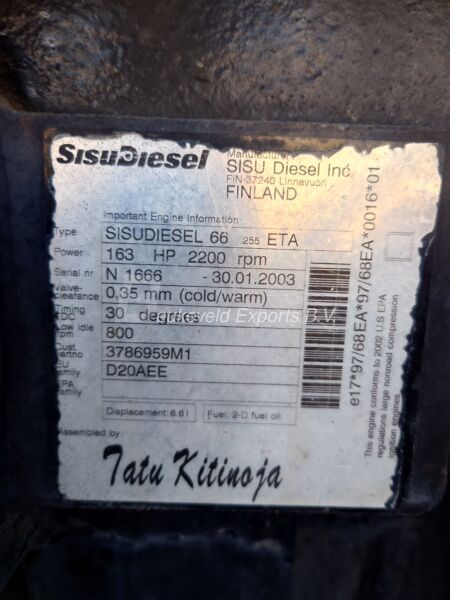 SISUDIESEL
Manufacturer
SISU Diesel Inc.
FIN-37240 Linnavuori
FINLAND
Important Engine Information:
Type SISUDIESEL 66 .255 ETA
Power 163 HP 2200 rpm
Serial nr N 1666 - 30.01.2003
Valve-clearance 0,35 mm (cold/warm)
Timing TDC 30 degrees
Low idle rpm 800
Cust. partno 3786959M1
EU family D20AEE
EPA family
Displacement: 6.6 l Fuel: 2-D fuel oil
Assembled by:
Tatu Kitinoja
e17*97/68EA*97/68EA*0016*01
This engine conforms to 2002 U.S EPA
regulations large nonroad compression
ignition engines
Exports B.V.